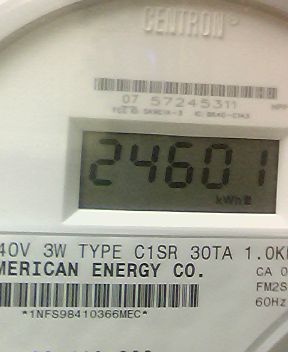 CENTRON
07 57245311
24601
kWh
40V 3W TYPE C1SR 30TA 1.0K
MERICAN ENERGY CO.
CA 0
FM2S
60Hz
*1NFS98410366MEC*